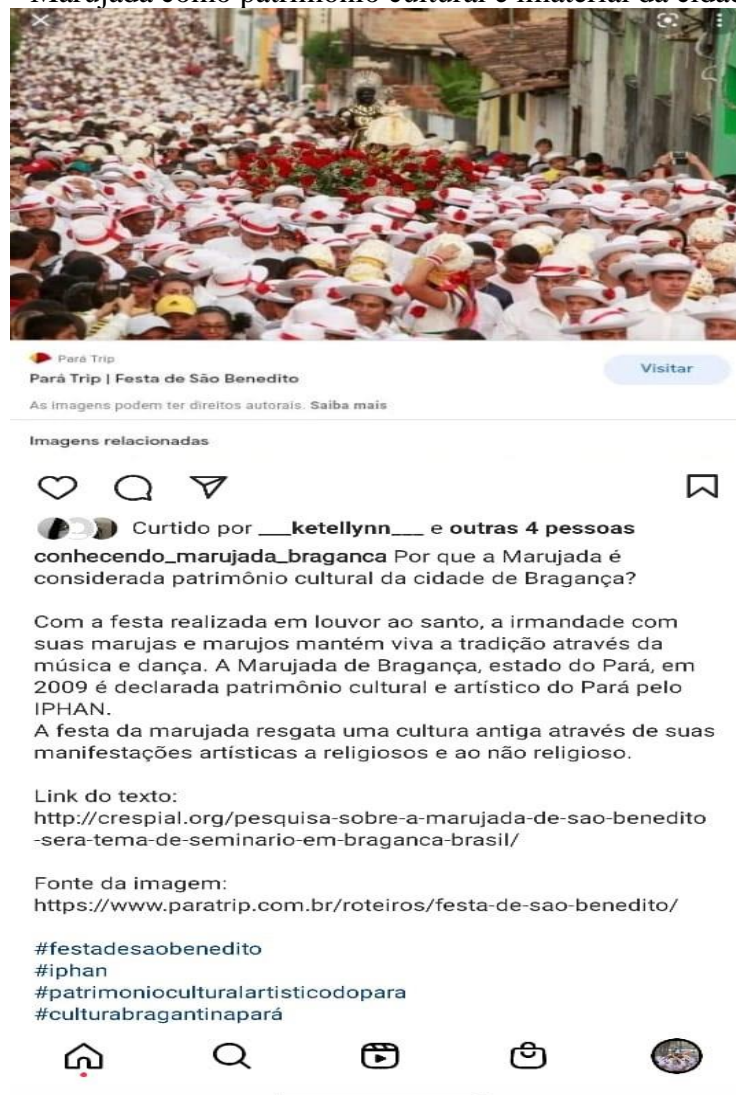 Marujada como patrimônio cultural e imaterial da cidad
Pará Trip
Pará Trip | Festa de São Benedito
Visitar
As imagens podem ter direitos autorais. Saiba mais
Imagens relacionadas
Curtido por ___ketellynn___ e outras 4 pessoas
conhecendo_marujada_braganca Por que a Marujada é
considerada patrimônio cultural da cidade de Bragança?
Com a festa realizada em louvor ao santo, a irmandade com
suas marujas e marujos mantém viva a tradição através da
música e dança. A Marujada de Bragança, estado do Pará, em
2009 é declarada patrimônio cultural e artístico do Pará pelo
IPHAN.
A festa da marujada resgata uma cultura antiga através de suas
manifestações artísticas a religiosos e ao não religioso.
Link do texto:
http://crespial.org/pesquisa-sobre-a-marujada-de-sao-benedito
-sera-tema-de-seminario-em-braganca-brasil/
Fonte da imagem:
https://www.paratrip.com.br/roteiros/festa-de-sao-benedito/
#festadesaobenedito
#iphan
#patrimonioculturalartisticodopara
#culturabragantinapará